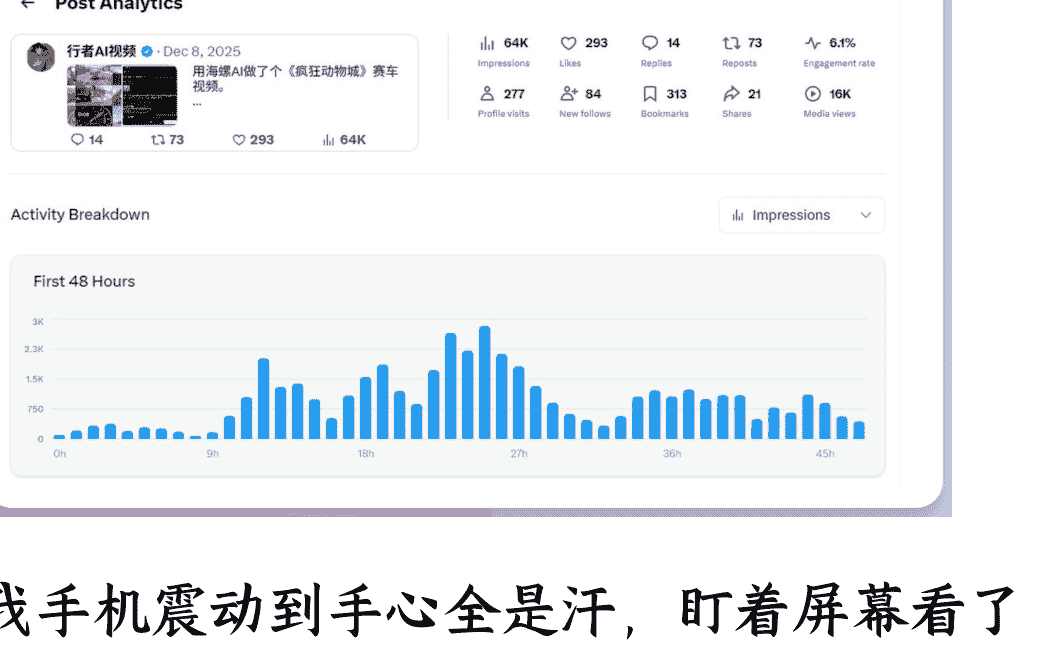 ← Post Analytics
行者AI视频 · Dec 8, 2025
用海螺AI做了个《疯狂动物城》赛车
视频。
...
14 73 293 64K
64K 293 14 73 6.1%
Impressions Likes Replies Reposts Engagement rate
277 84 313 21 16K
Profile visits New follows Bookmarks Shares Media views
Activity Breakdown
Impressions
First 48 Hours
3K
2.3K
1.5K
750
0
0h 9h 18h 27h 36h 45h
我手机震动到手心全是汗，盯着屏幕看了